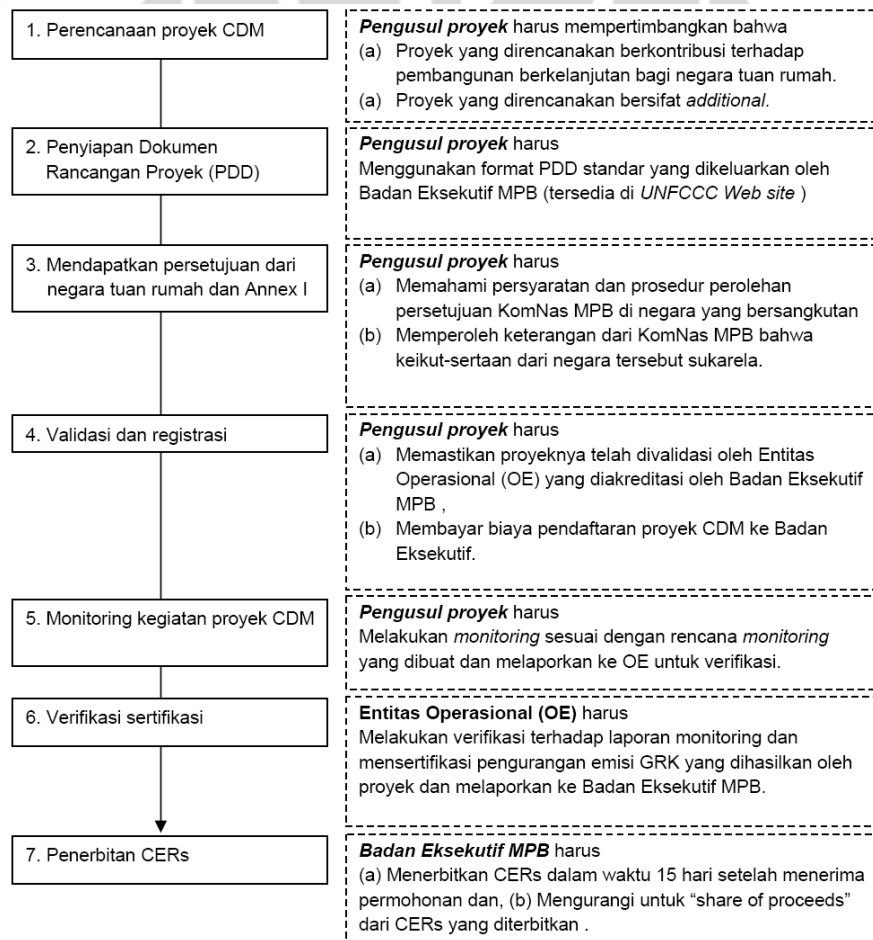 1. Perencanaan proyek CDM
Pengusul proyek harus mempertimbangkan bahwa
(a) Proyek yang direncanakan berkontribusi terhadap
pembangunan berkelanjutan bagi negara tuan rumah.
(a) Proyek yang direncanakan bersifat additional.
2. Penyiapan Dokumen
Rancangan Proyek (PDD)
Pengusul proyek harus
Menggunakan format PDD standar yang dikeluarkan oleh
Badan Eksekutif MPB (tersedia di UNFCCC Web site )
3. Mendapatkan persetujuan dari
negara tuan rumah dan Annex I
Pengusul proyek harus
(a) Memahami persyaratan dan prosedur perolehan
persetujuan KomNas MPB di negara yang bersangkutan
(b) Memperoleh keterangan dari KomNas MPB bahwa
keikut-sertaan dari negara tersebut sukarela.
4. Validasi dan registrasi
Pengusul proyek harus
(a) Memastikan proyeknya telah divalidasi oleh Entitas
Operasional (OE) yang diakreditasi oleh Badan Eksekutif
MPB ,
(b) Membayar biaya pendaftaran proyek CDM ke Badan
Eksekutif.
5. Monitoring kegiatan proyek CDM
Pengusul proyek harus
Melakukan monitoring sesuai dengan rencana monitoring
yang dibuat dan melaporkan ke OE untuk verifikasi.
6. Verifikasi sertifikasi
Entitas Operasional (OE) harus
Melakukan verifikasi terhadap laporan monitoring dan
mensertifikasi pengurangan emisi GRK yang dihasilkan oleh
proyek dan melaporkan ke Badan Eksekutif MPB.
7. Penerbitan CERs
Badan Eksekutif MPB harus
(a) Menerbitkan CERs dalam waktu 15 hari setelah menerima
permohonan dan, (b) Mengurangi untuk “share of proceeds”
dari CERs yang diterbitkan .